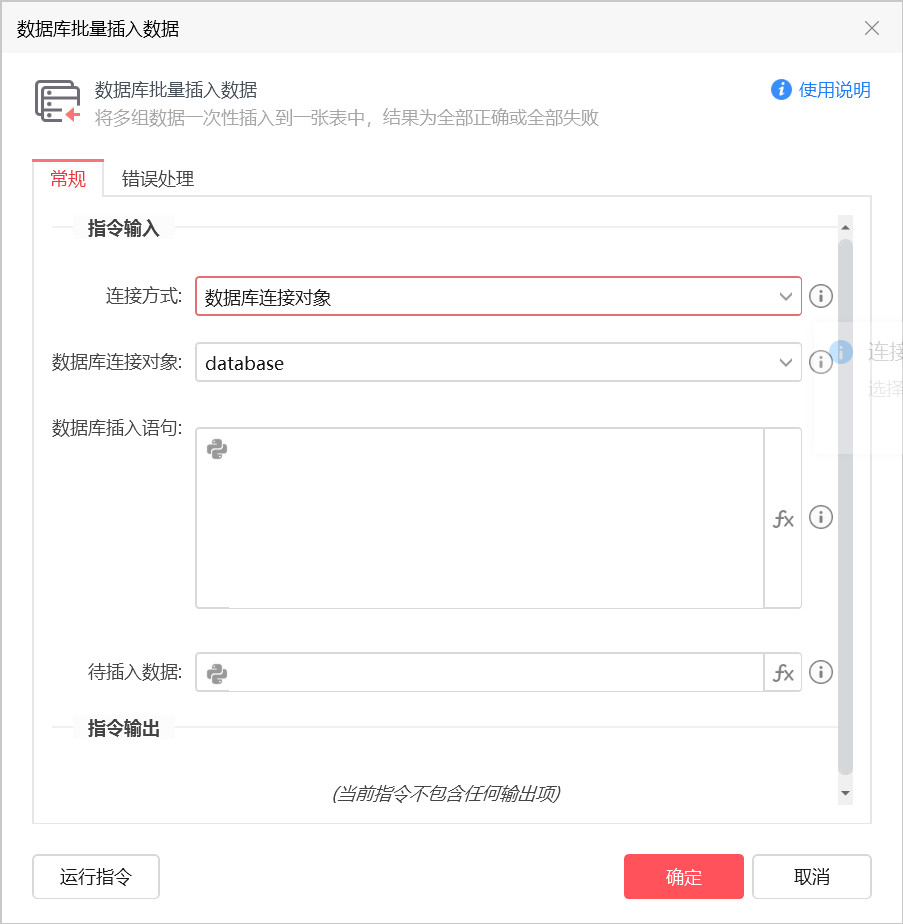 数据库批量插入数据
数据库批量插入数据
使用说明
将多组数据一次性插入到一张表中，结果为全部正确或全部失败
常规
错误处理
指令输入
连接方式:
数据库连接对象
数据库连接对象:
database
连接
选择
数据库插入语句:
fx
待插入数据:
fx
指令输出
(当前指令不包含任何输出项)
运行指令
确定
取消